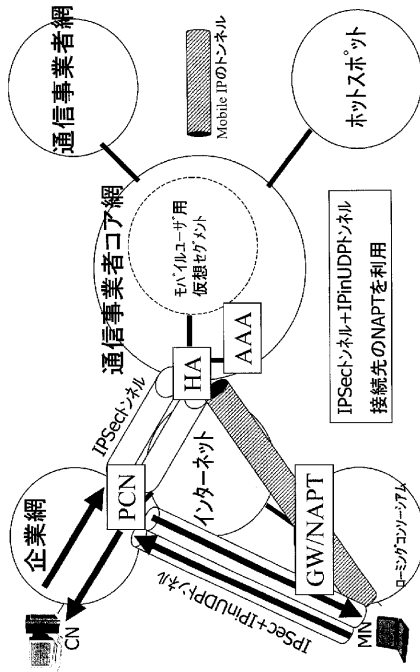 通信事業者網
Mobile IPのトンネル
ホットスポット
通信事業者コア網
モバイルユーザ用
仮想セグメント
HA
AAA
IPSecトンネル+IPinUDPトンネル
接続先のNAPTを利用
IPSecトンネル
企業網
PCN
インターネット
GW/NAPT
ローミングコンソーシアム
IPSec+IPinUDPトンネル
CN
MN